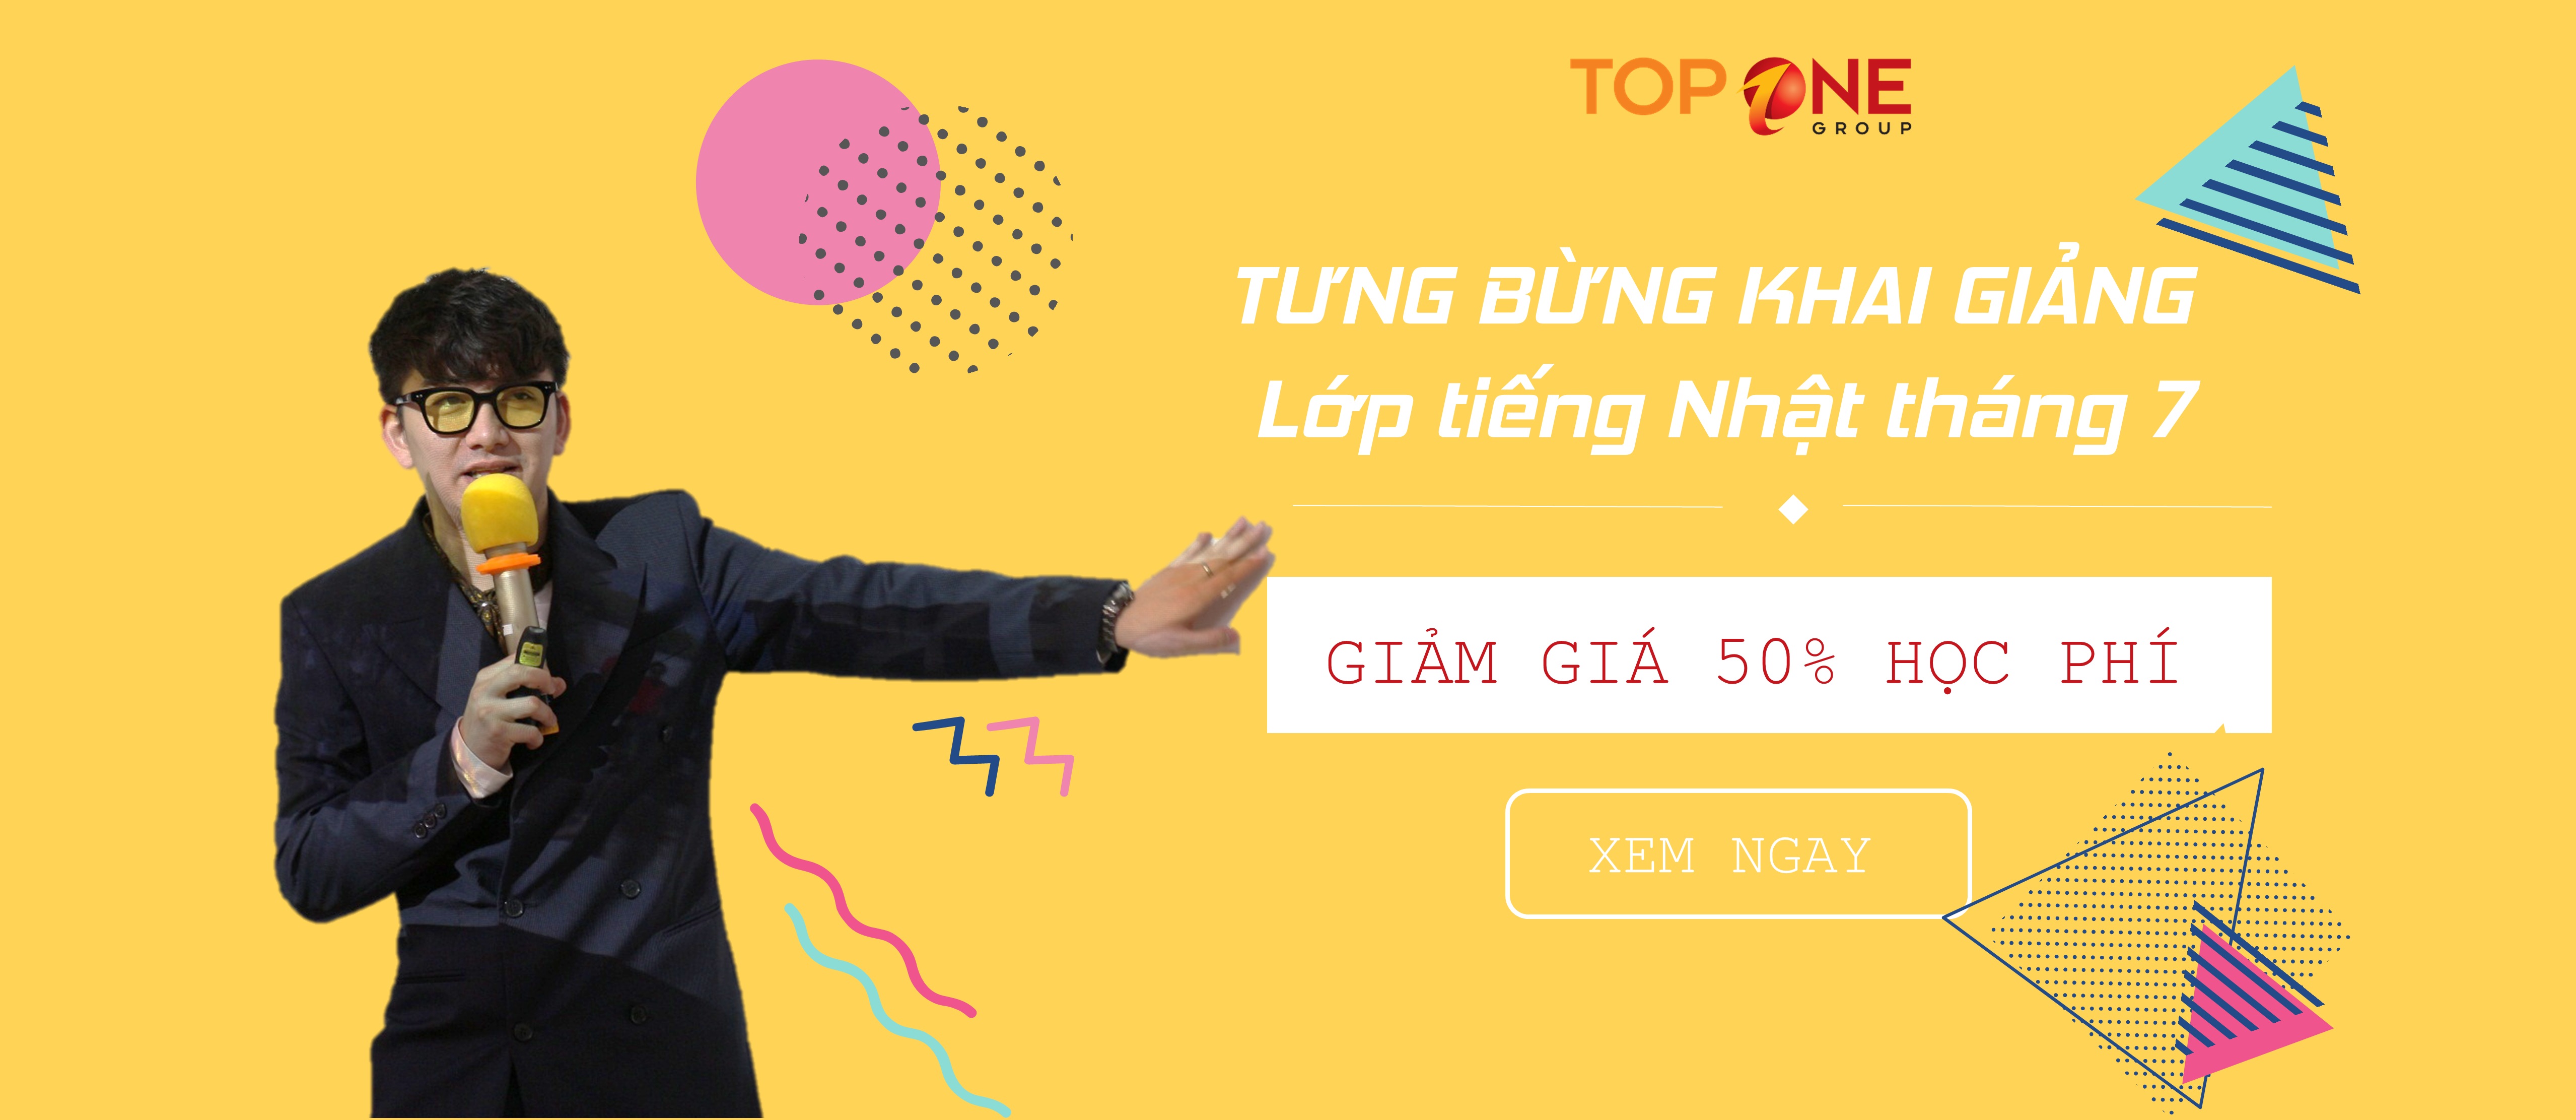 TOP ONE
GROUP
TƯNG BỪNG KHAI GIẢNG
Lớp tiếng Nhật tháng 7
GIẢM GIÁ 50% HỌC PHÍ
XEM NGAY